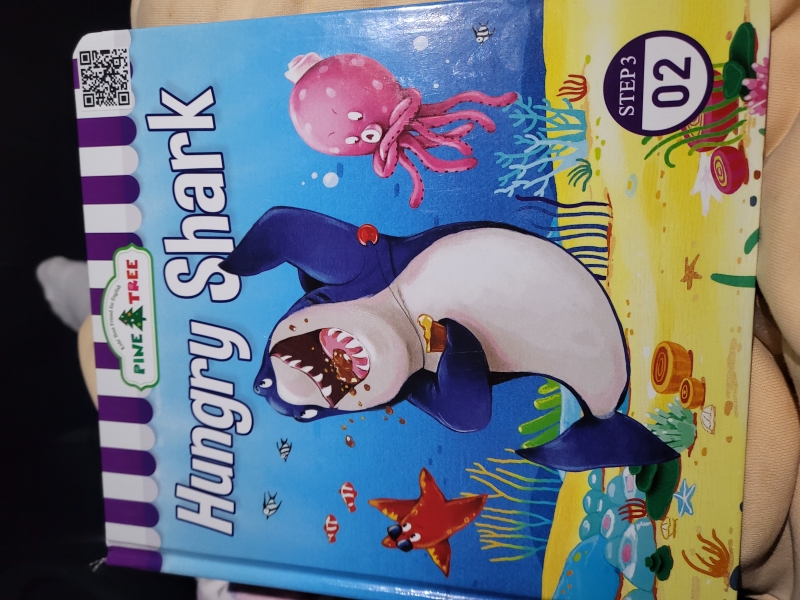 PINE TREE
Hungry Shark
STEP 3
02